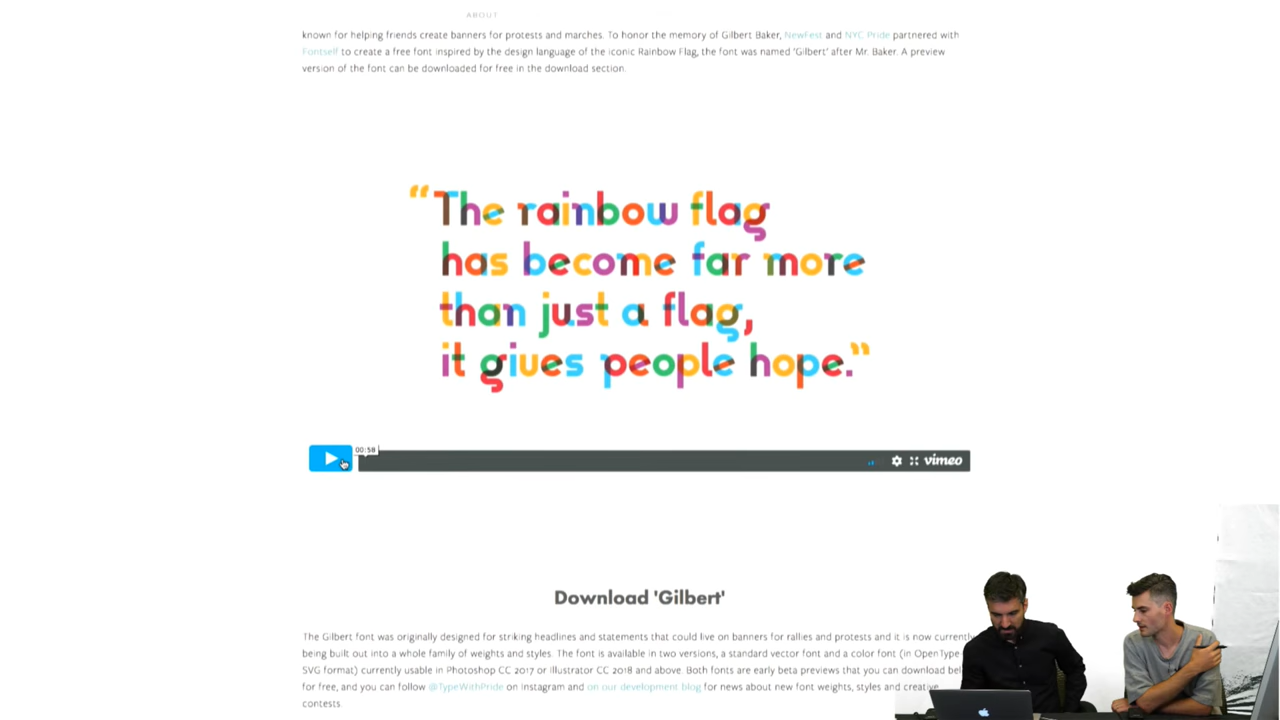 ABOUT
known for helping friends create banners for protests and marches. To honor the memory of Gilbert Baker, NewFest and NYC Pride partnered with
Fontself to create a free font inspired by the design language of the iconic Rainbow Flag, the font was named 'Gilbert' after Mr. Baker. A preview
version of the font can be downloaded for free in the download section.
“The rainbow flag
has become far more
than just a flag,
it gives people hope.”
00:58
vimeo
Download 'Gilbert'
The Gilbert font was originally designed for striking headlines and statements that could live on banners for rallies and protests and it is now currently
being built out into a whole family of weights and styles. The font is available in two versions, a standard vector font and a color font (in OpenType-
SVG format) currently usable in Photoshop CC 2017 or Illustrator CC 2018 and above. Both fonts are early beta previews that you can download bel
for free, and you can follow @TypeWithPride on Instagram and on our development blog for news about new font weights, styles and creative
contests